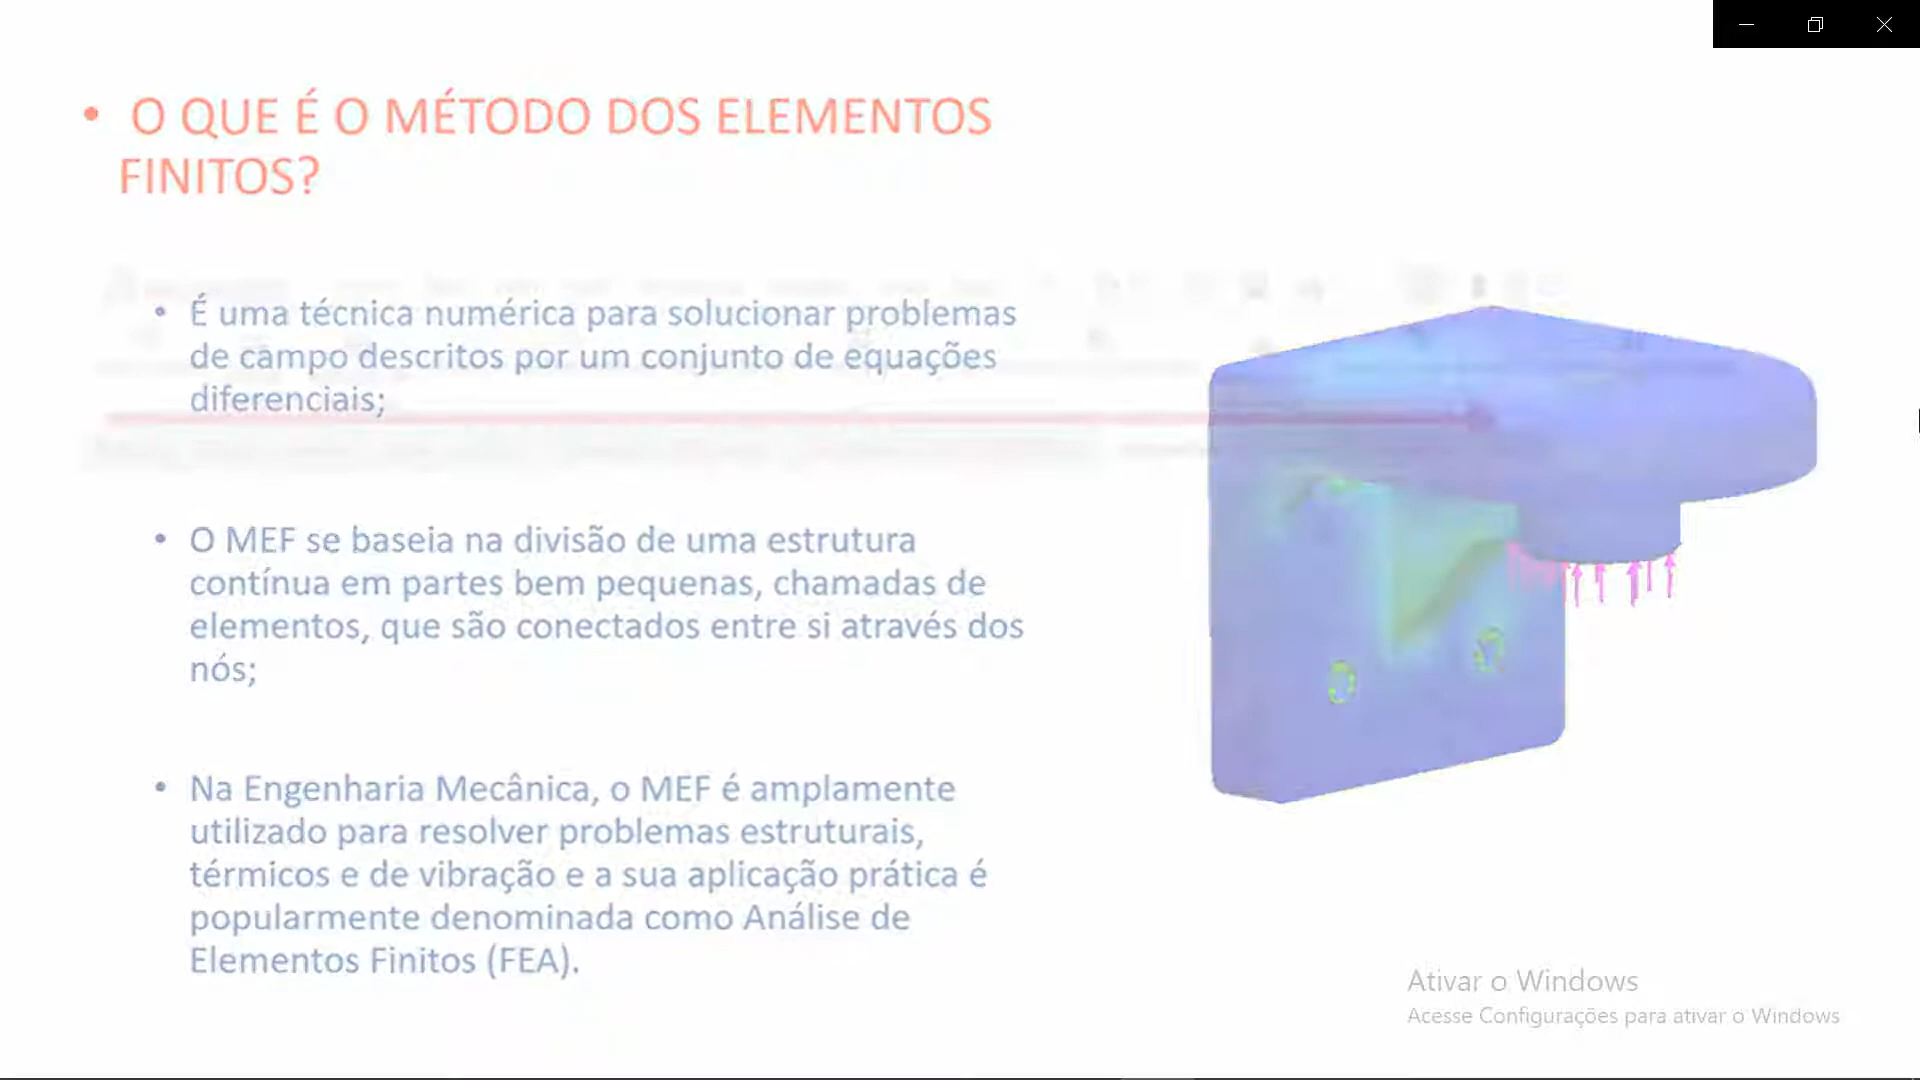 • O QUE É O MÉTODO DOS ELEMENTOS
FINITOS?
• É uma técnica numérica para solucionar problemas
de campo descritos por um conjunto de equações
diferenciais;
• O MEF se baseia na divisão de uma estrutura
contínua em partes bem pequenas, chamadas de
elementos, que são conectados entre si através dos
nós;
• Na Engenharia Mecânica, o MEF é amplamente
utilizado para resolver problemas estruturais,
térmicos e de vibração e a sua aplicação prática é
popularmente denominada como Análise de
Elementos Finitos (FEA).
Ativar o Windows
Acesse Configurações para ativar o Windows